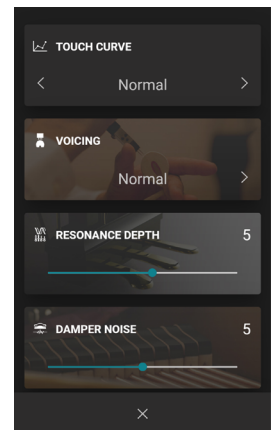 TOUCH CURVE
Normal
VOICING
Normal
RESONANCE DEPTH 5
DAMPER NOISE 5